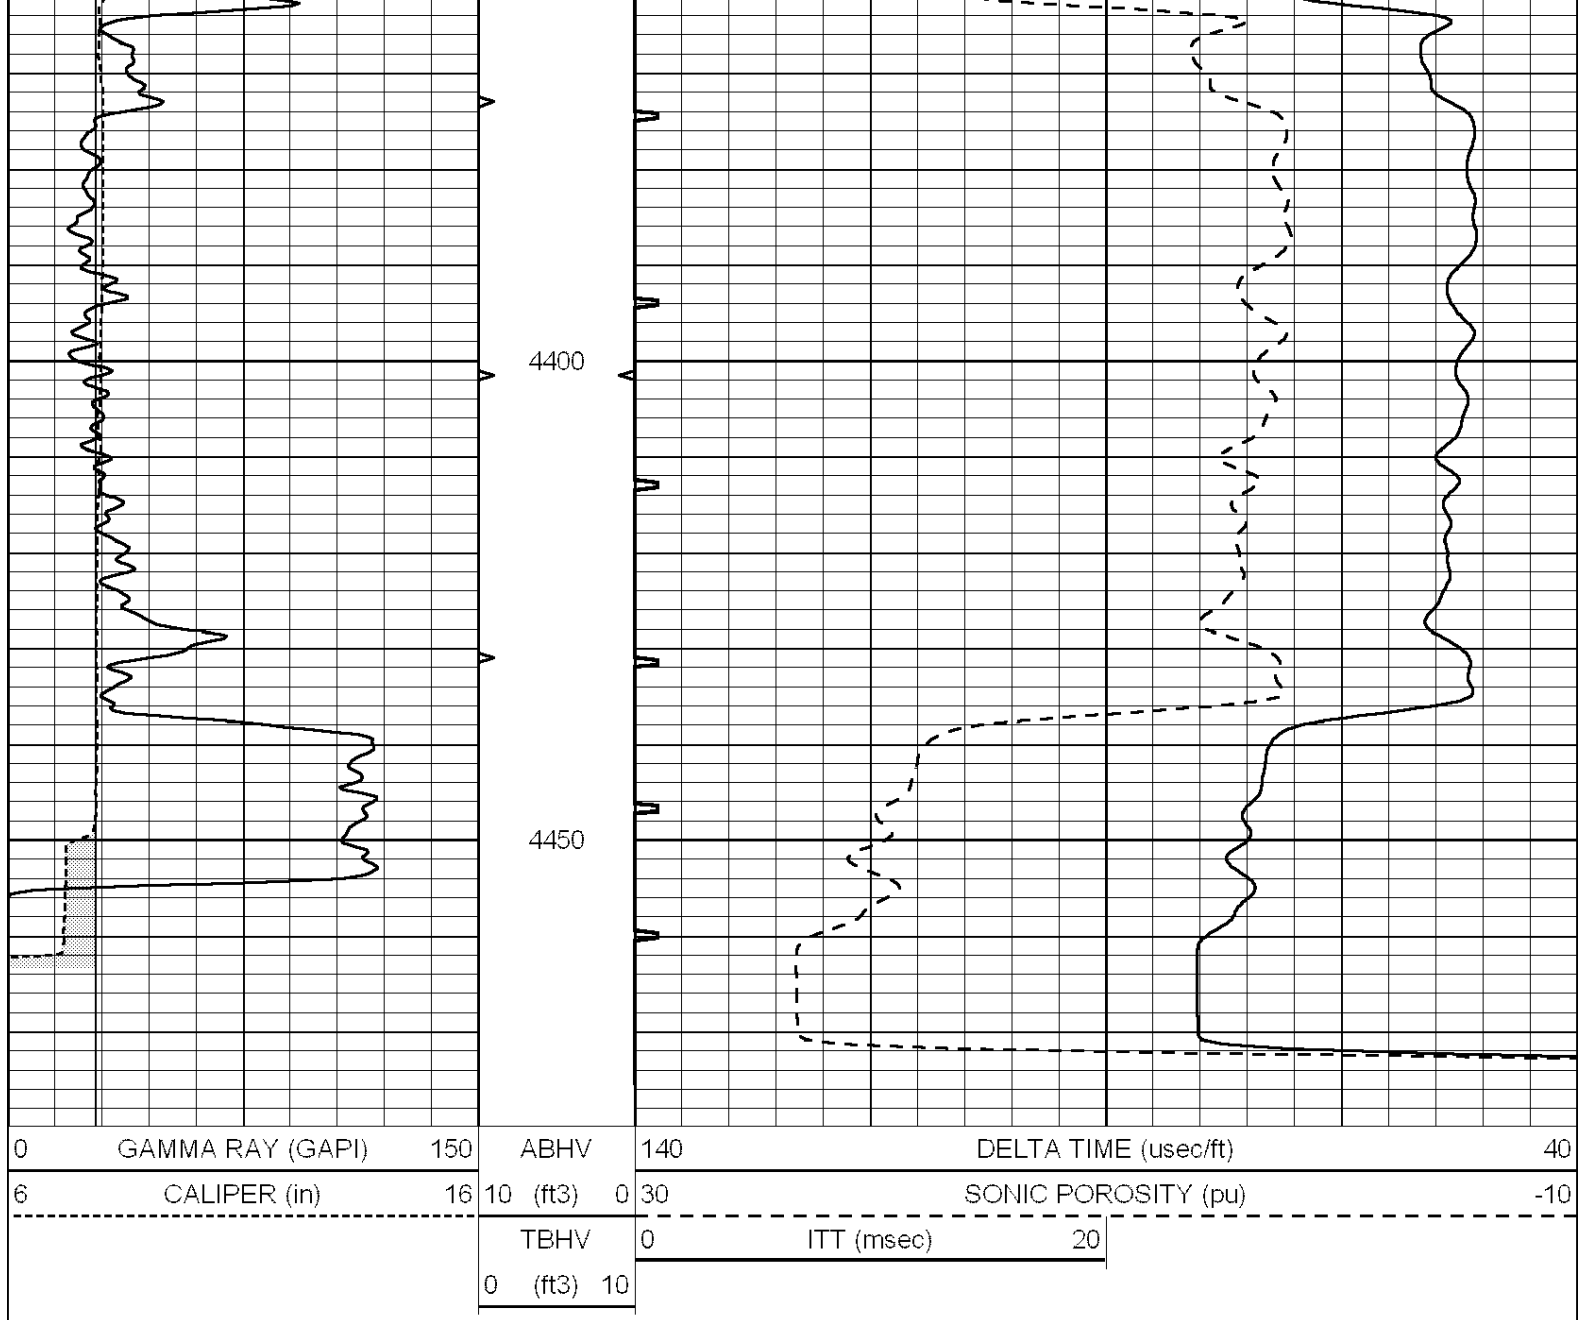 4400
4450
0 GAMMA RAY (GAPI) 150 ABHV 140 DELTA TIME (usec/ft) 40
6 CALIPER (in) 16 10 (ft3) 0 30 SONIC POROSITY (pu) -10
TBHV 0 ITT (msec) 20
0 (ft3) 10